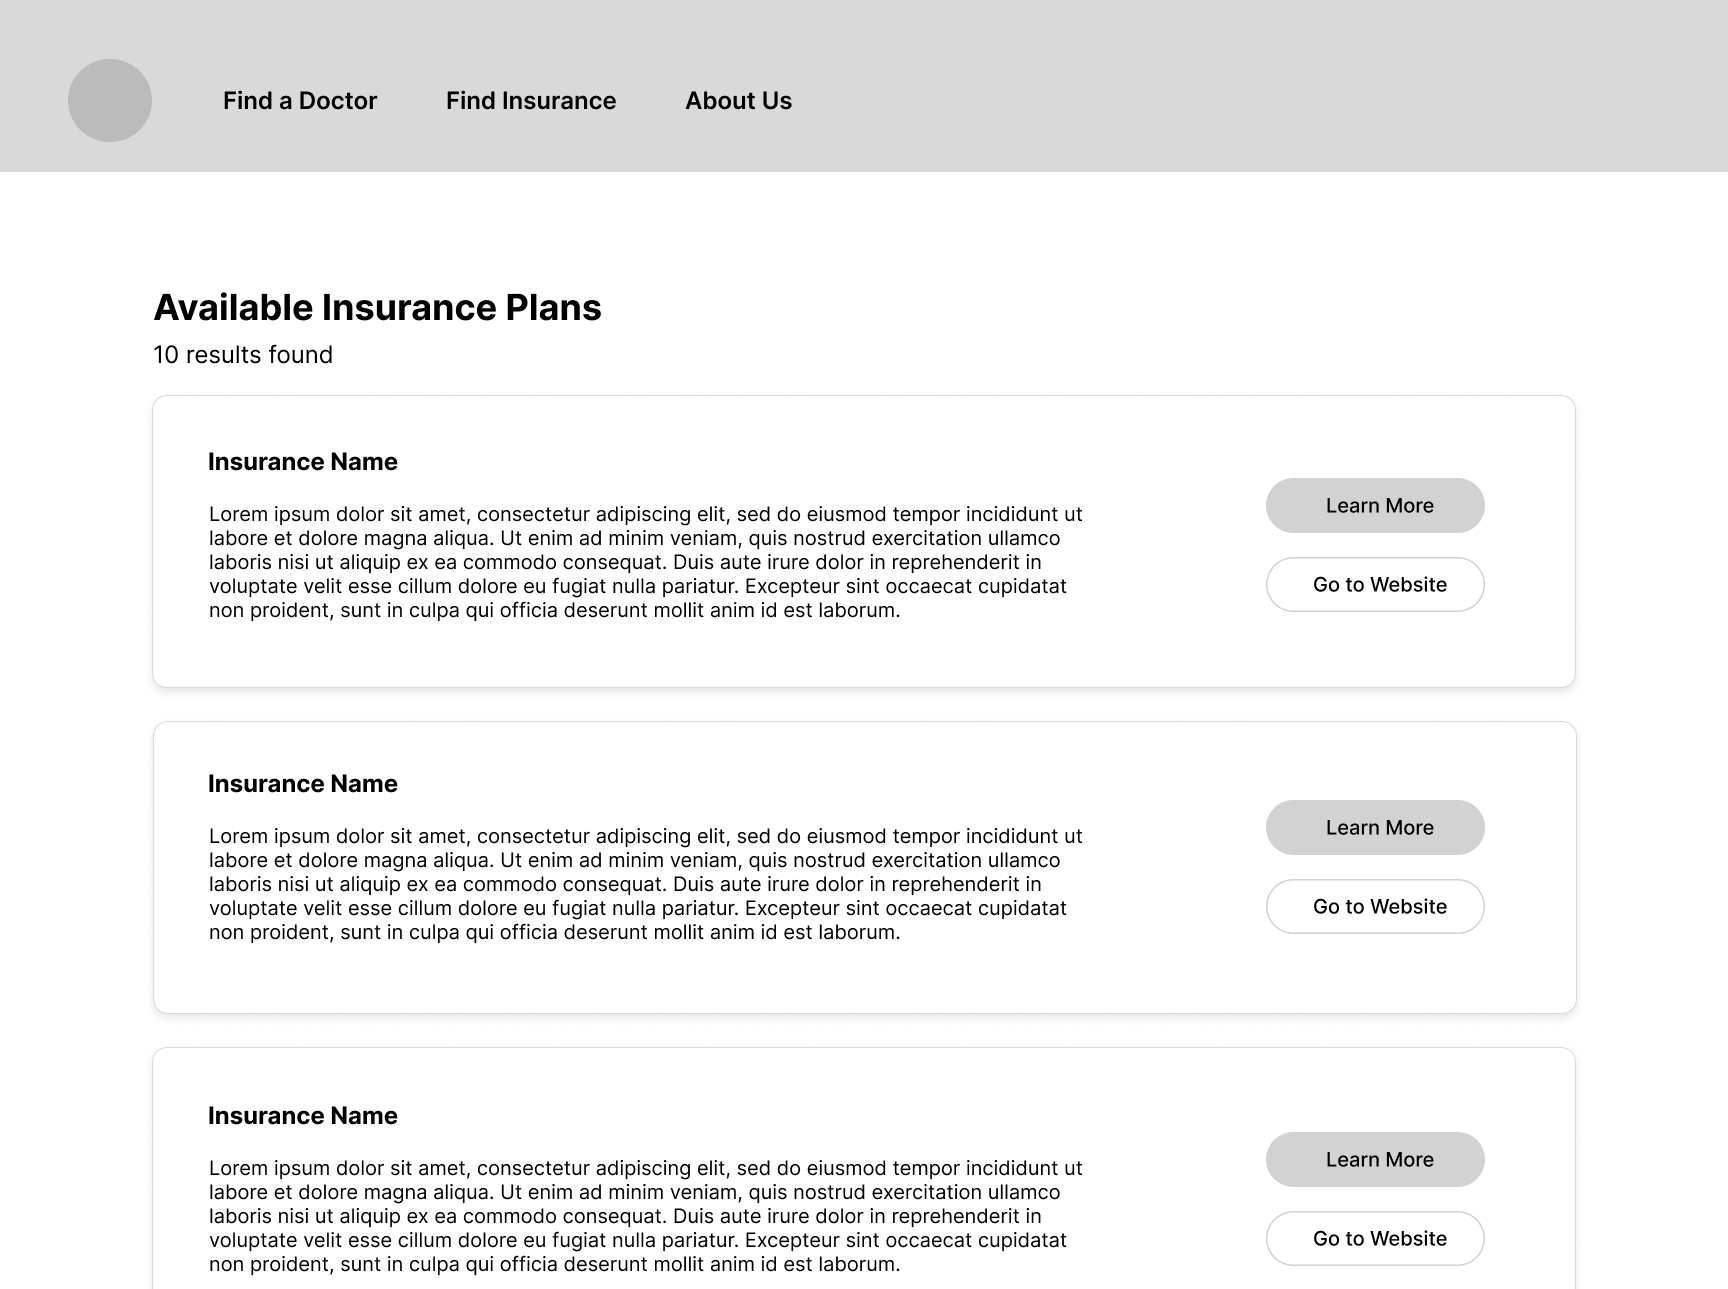 Find a Doctor
Find Insurance
About Us
Available Insurance Plans
10 results found
Insurance Name
Lorem ipsum dolor sit amet, consectetur adipiscing elit, sed do eiusmod tempor incididunt ut
labore et dolore magna aliqua. Ut enim ad minim veniam, quis nostrud exercitation ullamco
laboris nisi ut aliquip ex ea commodo consequat. Duis aute irure dolor in reprehenderit in
voluptate velit esse cillum dolore eu fugiat nulla pariatur. Excepteur sint occaecat cupidatat
non proident, sunt in culpa qui officia deserunt mollit anim id est laborum.
Learn More
Go to Website
Insurance Name
Lorem ipsum dolor sit amet, consectetur adipiscing elit, sed do eiusmod tempor incididunt ut
labore et dolore magna aliqua. Ut enim ad minim veniam, quis nostrud exercitation ullamco
laboris nisi ut aliquip ex ea commodo consequat. Duis aute irure dolor in reprehenderit in
voluptate velit esse cillum dolore eu fugiat nulla pariatur. Excepteur sint occaecat cupidatat
non proident, sunt in culpa qui officia deserunt mollit anim id est laborum.
Learn More
Go to Website
Insurance Name
Lorem ipsum dolor sit amet, consectetur adipiscing elit, sed do eiusmod tempor incididunt ut
labore et dolore magna aliqua. Ut enim ad minim veniam, quis nostrud exercitation ullamco
laboris nisi ut aliquip ex ea commodo consequat. Duis aute irure dolor in reprehenderit in
voluptate velit esse cillum dolore eu fugiat nulla pariatur. Excepteur sint occaecat cupidatat
non proident, sunt in culpa qui officia deserunt mollit anim id est laborum.
Learn More
Go to Website